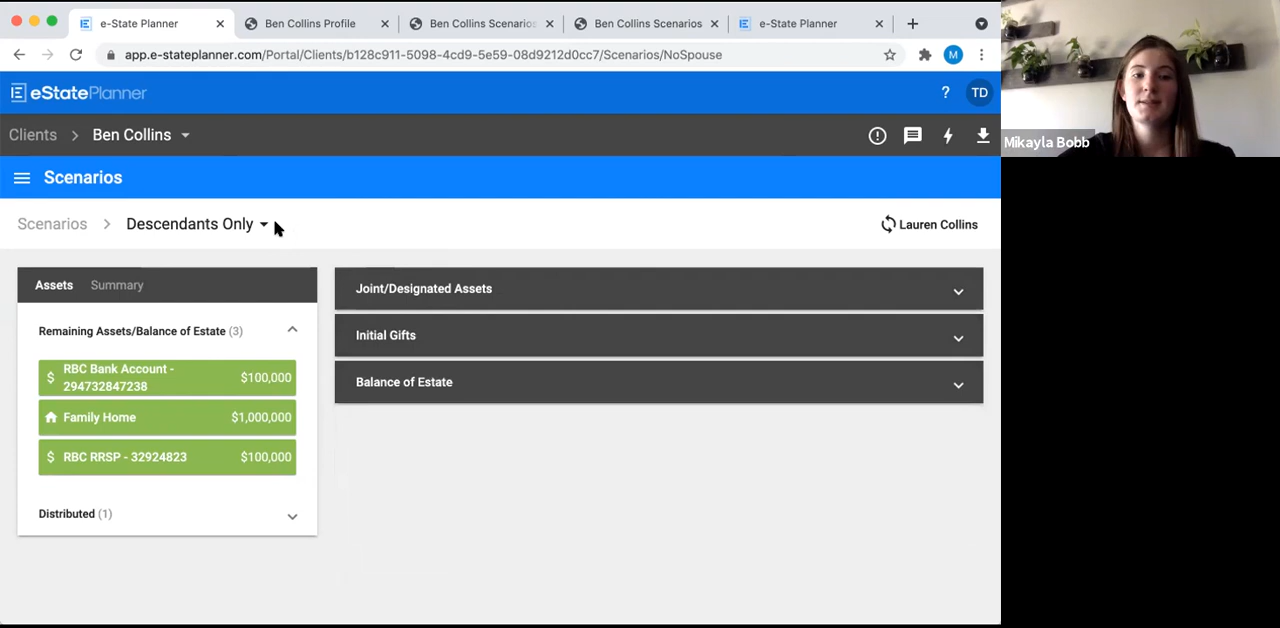 e-State Planner
Ben Collins Profile
Ben Collins Scenarios
Ben Collins Scenarios
e-State Planner
app.e-stateplanner.com/Portal/Clients/b128c911-5098-4cd9-5e59-08d9212d0cc7/Scenarios/NoSpouse
M
eStatePlanner
?
TD
Clients > Ben Collins
Scenarios
Scenarios > Descendants Only
Lauren Collins
Assets Summary
Remaining Assets/Balance of Estate (3)
RBC Bank Account -
294732847238
$100,000
Family Home $1,000,000
RBC RRSP - 32924823 $100,000
Distributed (1)
Joint/Designated Assets
Initial Gifts
Balance of Estate
Mikayla Bobb